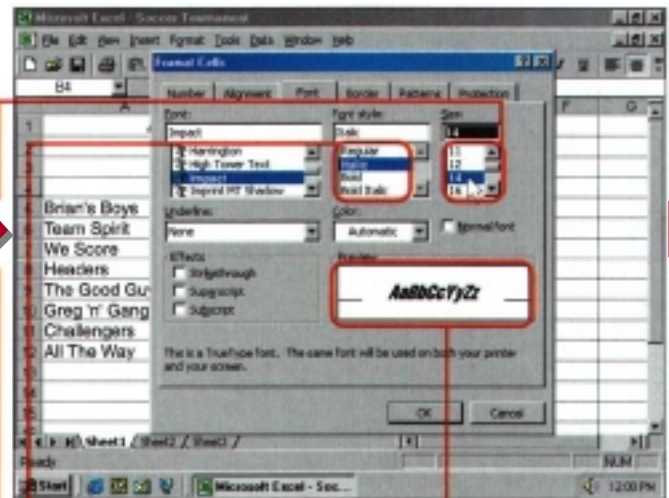 Microsoft Excel - Soccer Tournament
File Edit View Insert Format Tools Data Window Help
B4
Format Cells
Number Alignment Font Border Patterns Protection
Font: Font style: Size:
Impact Italic 14
Harrington Regular 11
High Tower Text Italic 12
Impact Bold 14
Imprint MT Shadow Bold Italic 16
Underline: Color:
None Automatic Normal font
Effects Preview
Strikethrough
Superscript
Subscript
AaBbCcYyZz
This is a TrueType font. The same font will be used on both your printer
and your screen.
OK Cancel
A F G
1
Brian's Boys
Team Spirit
We Score
Headers
The Good Guy
Greg 'n' Gang
Challengers
All The Way
Sheet1 Sheet2 Sheet3
Ready NUM
Start Microsoft Excel - Soc... 12:00 PM